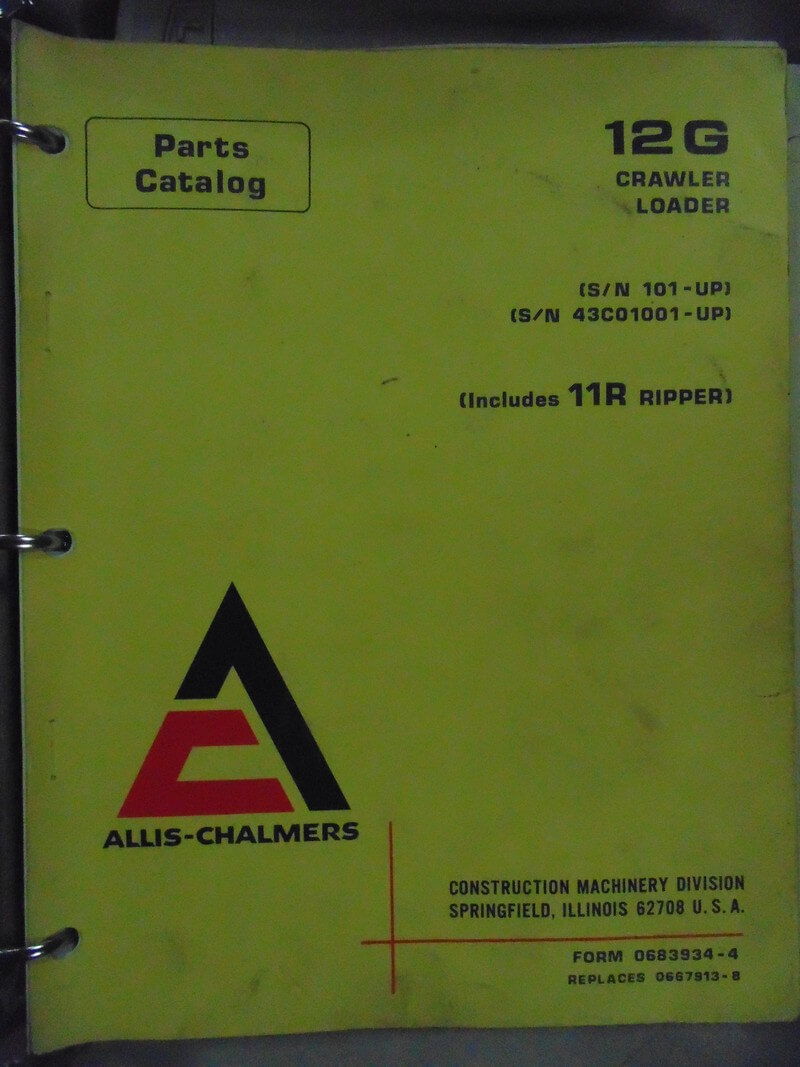 Parts
Catalog
12G
CRAWLER
LOADER
(S/N 101-UP)
(S/N 43C01001-UP)
(Includes 11R RIPPER)
ALLIS-CHALMERS
CONSTRUCTION MACHINERY DIVISION
SPRINGFIELD, ILLINOIS 62708 U.S.A.
FORM 0683934-4
REPLACES 0667913-8